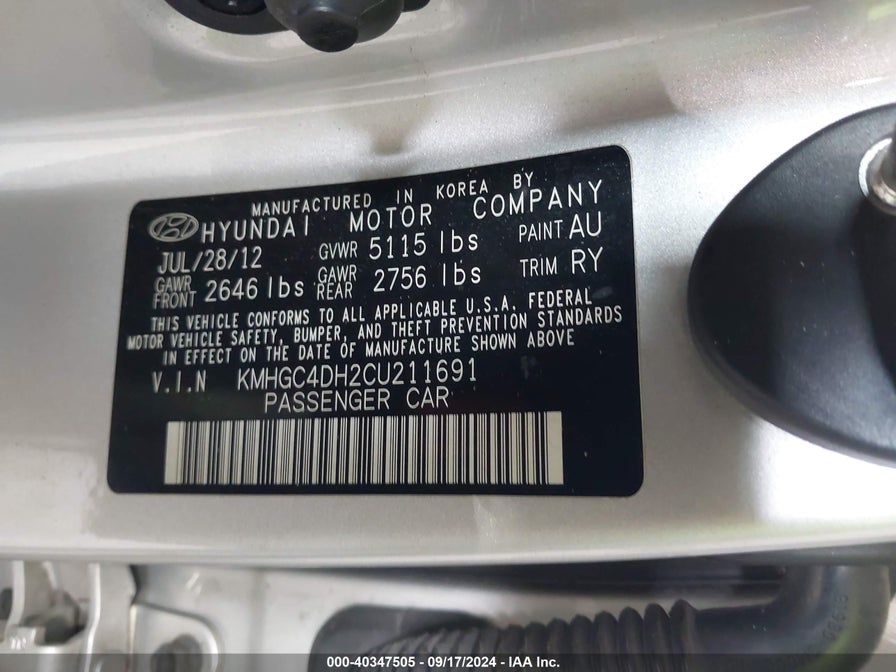 MANUFACTURED IN KOREA BY
HYUNDAI MOTOR COMPANY
JUL/28/12 GVWR 5115 lbs PAINT AU
GAWR FRONT 2646 lbs GAWR REAR 2756 lbs TRIM RY
THIS VEHICLE CONFORMS TO ALL APPLICABLE U.S.A. FEDERAL
MOTOR VEHICLE SAFETY, BUMPER, AND THEFT PREVENTION STANDARDS
IN EFFECT ON THE DATE OF MANUFACTURE SHOWN ABOVE
V.I.N KMHGC4DH2CU211691
PASSENGER CAR
000-40347505 - 09/17/2024 - IAA Inc.